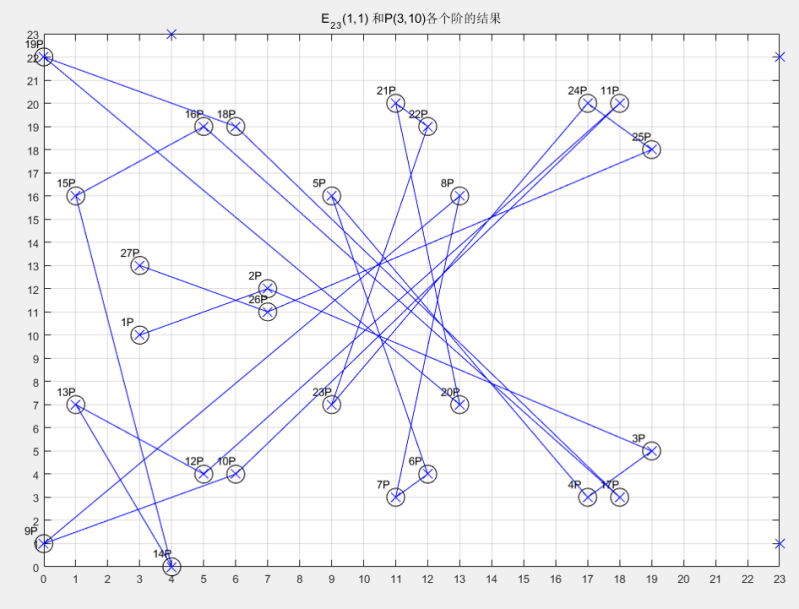 E23(1,1) 和P(3,10)各个阶的结果
23
19P
22
21
21P
24P
11P
20
16P
18P
22P
19
25P
18
17
15P
5P
8P
16
15
14
27P
13
2P
12
26P
11
1P
10
9
8
13P
23P
20P
7
6
3P
5
12P
10P
6P
4
7P
4P
17P
3
2
9P
1
14P
0
0 1 2 3 4 5 6 7 8 9 10 11 12 13 14 15 16 17 18 19 20 21 22 23